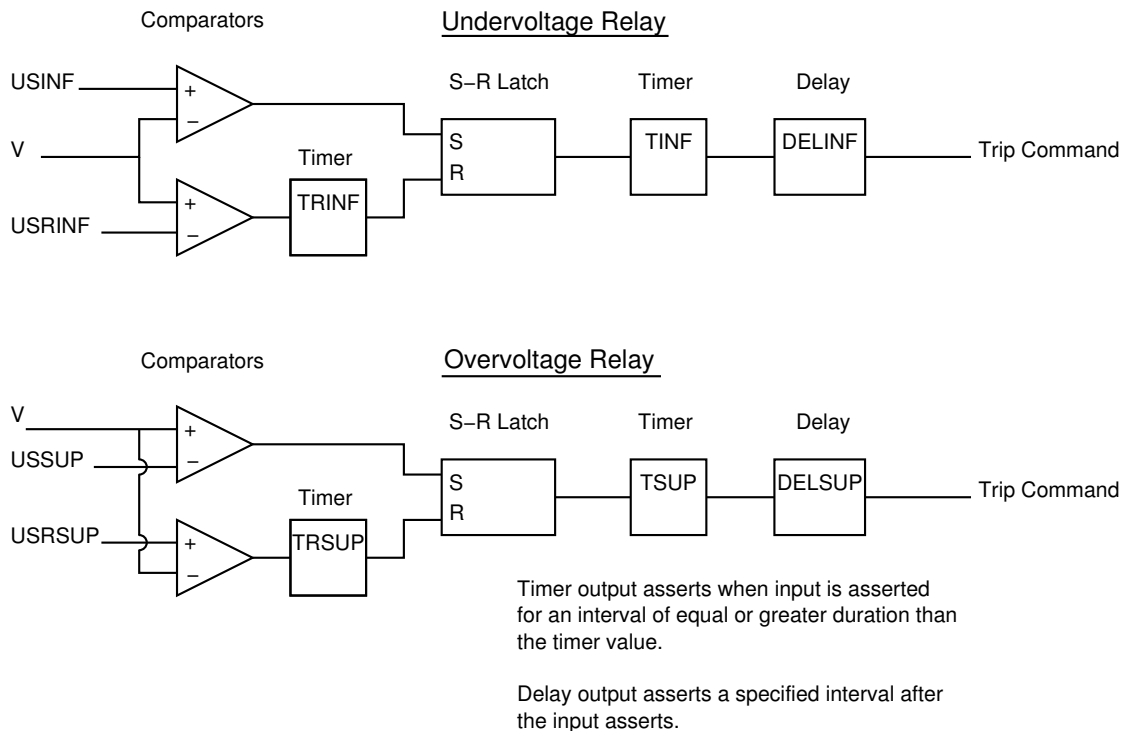 Comparators
Undervoltage Relay
USINF
+
−
S−R Latch
Timer
Delay
V
Timer
S
R
TINF
DELINF
Trip Command
USRINF
+
−
TRINF
Comparators
Overvoltage Relay
V
+
−
S−R Latch
Timer
Delay
USSUP
Timer
S
R
TSUP
DELSUP
Trip Command
USRSUP
+
−
TRSUP
Timer output asserts when input is asserted
for an interval of equal or greater duration than
the timer value.
Delay output asserts a specified interval after
the input asserts.